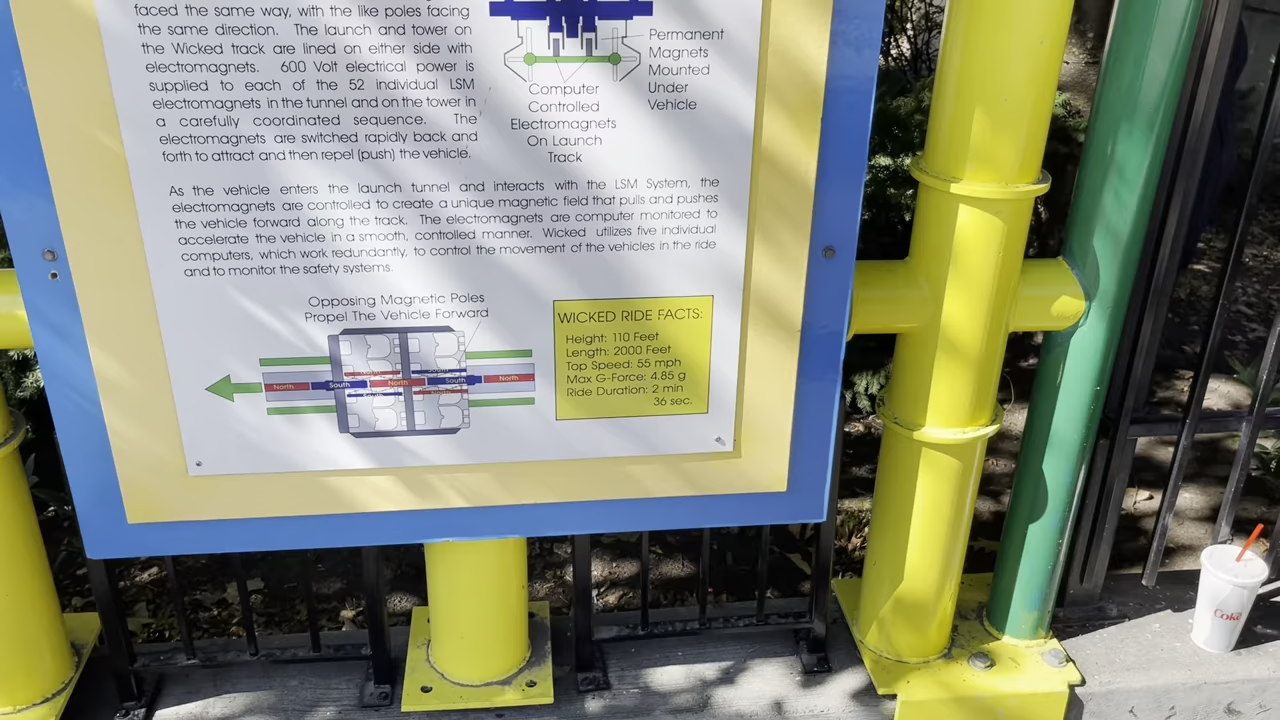 faced the same way, with the like poles facing
the same direction. The launch and tower on
the Wicked track are lined on either side with
electromagnets. 600 Volt electrical power is
supplied to each of the 52 individual LSM
electromagnets in the tunnel and on the tower in
a carefully coordinated sequence. The
electromagnets are switched rapidly back and
forth to attract and then repel (push) the vehicle.
Permanent
Magnets
Mounted
Under
Vehicle
Computer
Controlled
Electromagnets
On Launch
Track
As the vehicle enters the launch tunnel and interacts with the LSM System, the
electromagnets are controlled to create a unique magnetic field that pulls and pushes
the vehicle forward along the track. The electromagnets are computer monitored to
accelerate the vehicle in a smooth, controlled manner. Wicked utilizes five individual
computers, which work redundantly, to control the movement of the vehicles in the ride
and to monitor the safety systems.
Opposing Magnetic Poles
Propel The Vehicle Forward
North South North South North
WICKED RIDE FACTS:
Height: 110 Feet
Length: 2000 Feet
Top Speed: 55 mph
Max G-Force: 4.85 g
Ride Duration: 2 min
36 sec.
Coke